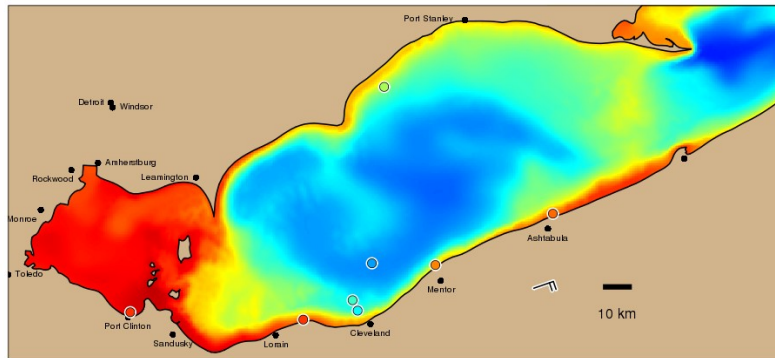 Port Stanley
Detroit
Windsor
Amherstburg
Rockwood
Leamington
Monroe
Toledo
Ashtabula
Mentor
10 km
Port Clinton
Sandusky
Lorain
Cleveland